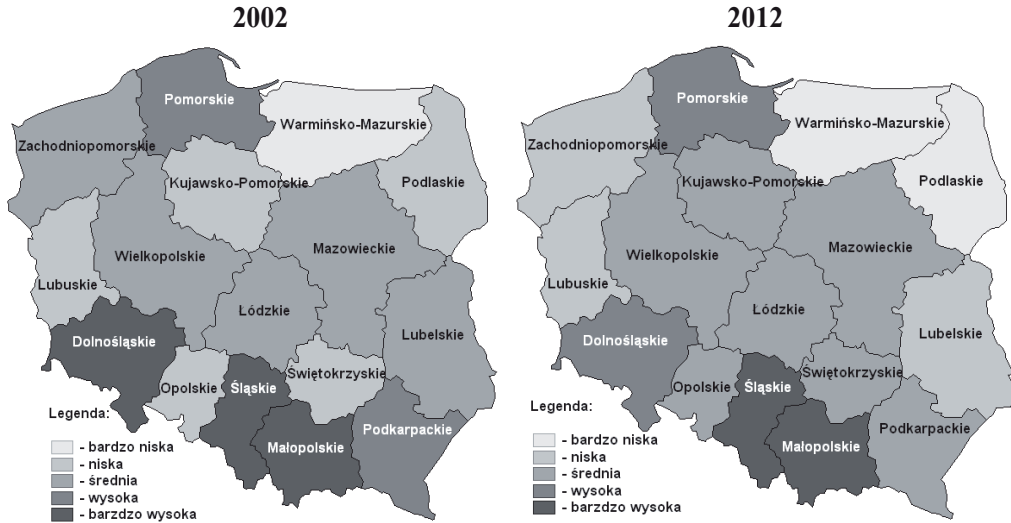 2002
Pomorskie
Warmińsko-Mazurskie
Zachodniopomorskie
Kujawsko-Pomorskie
Podlaskie
Mazowieckie
Wielkopolskie
Lubuskie
Łódzkie
Lubelskie
Dolnośląskie
Świętokrzyskie
Opolskie
Śląskie
Podkarpackie
Małopolskie
Legenda:
- bardzo niska
- niska
- średnia
- wysoka
- barzdzo wysoka
2012
Pomorskie
Warmińsko-Mazurskie
Zachodniopomorskie
Kujawsko-Pomorskie
Podlaskie
Mazowieckie
Wielkopolskie
Lubuskie
Łódzkie
Lubelskie
Dolnośląskie
Świętokrzyskie
Opolskie
Śląskie
Podkarpackie
Małopolskie
Legenda:
- bardzo niska
- niska
- średnia
- wysoka
- barzdzo wysoka